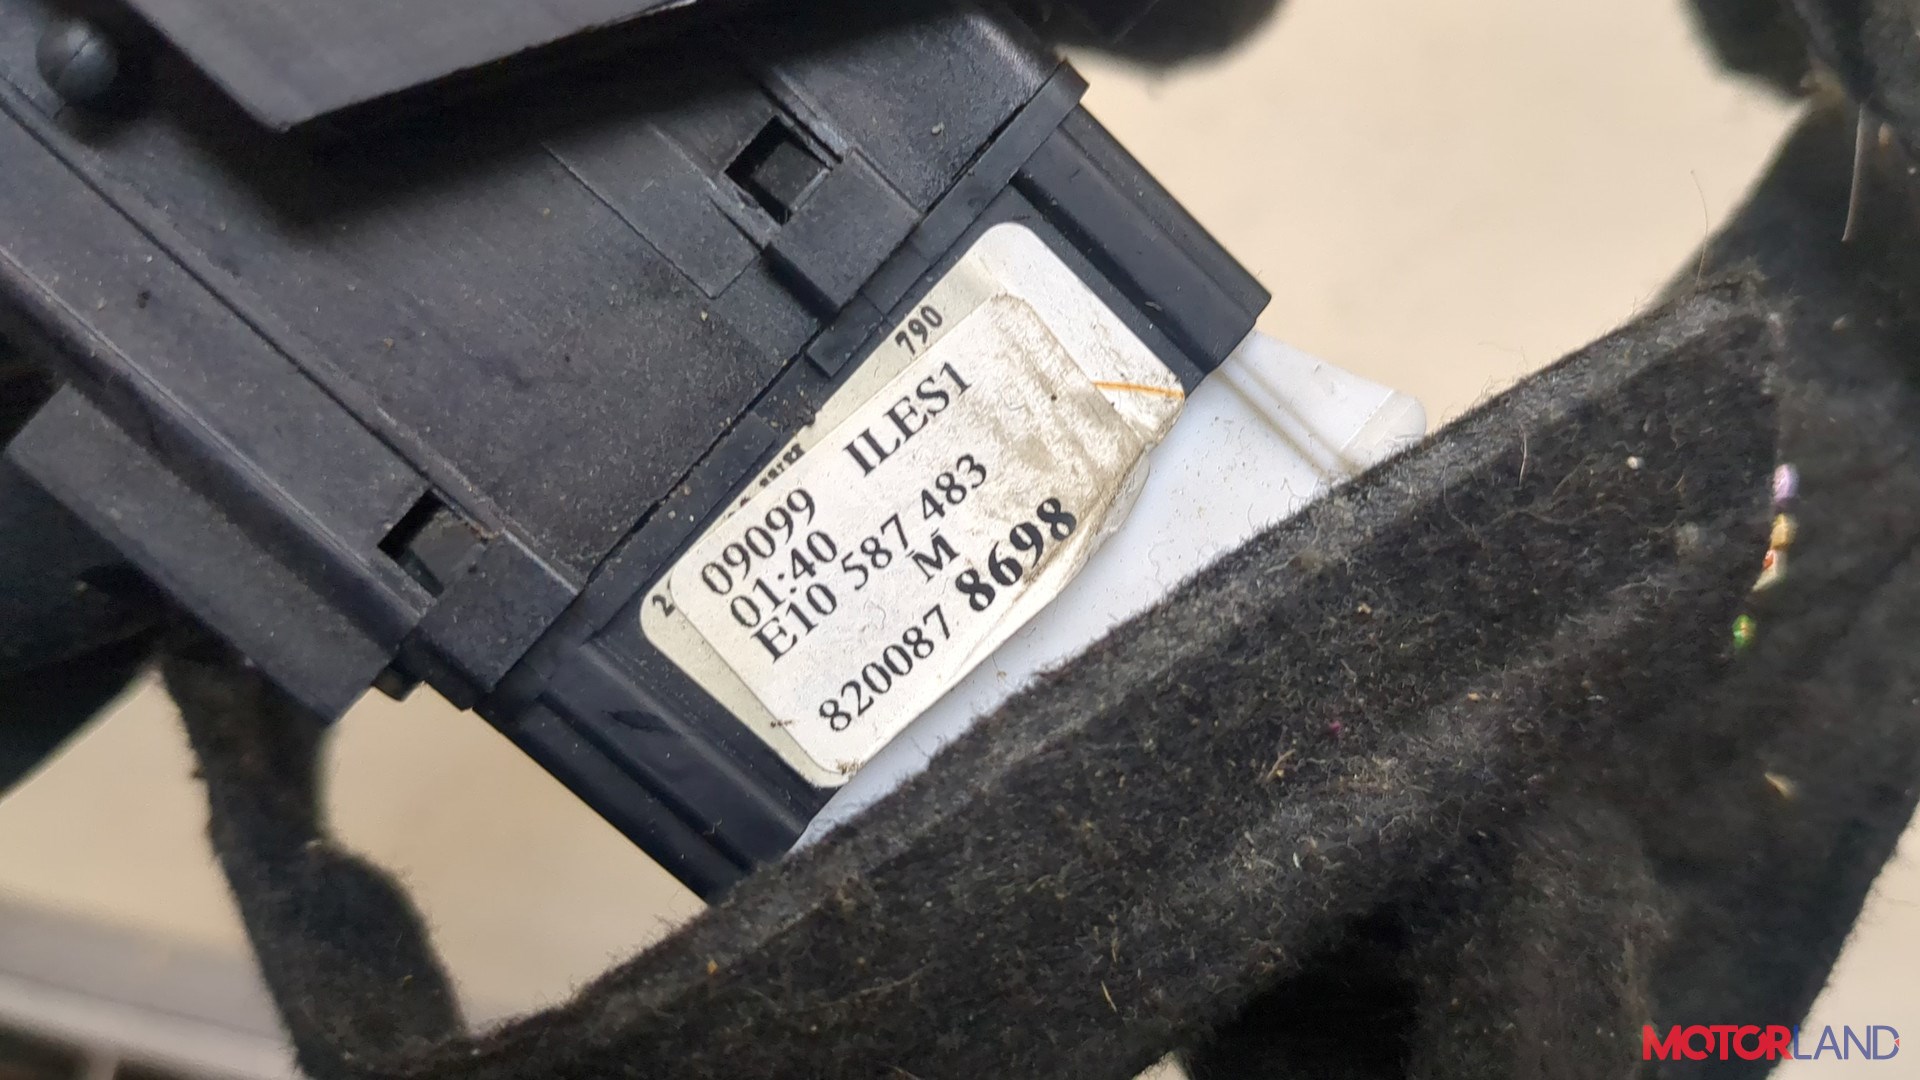 790
09099 ILES1
01:40
E10 587 483
M
820087 8698
MOTORLAND